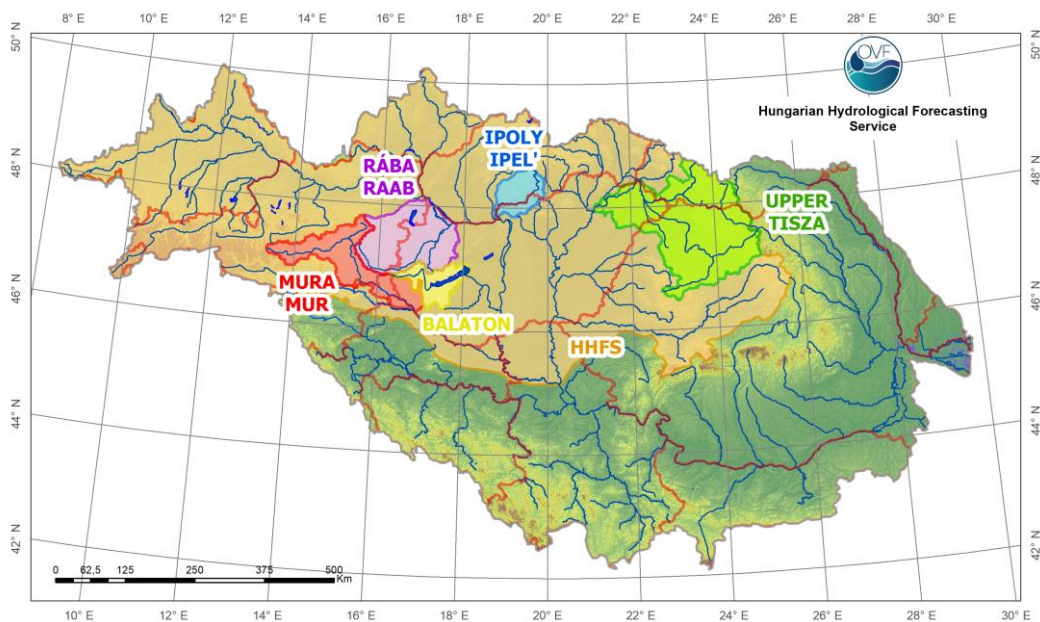 8° E 10° E 12° E 14° E 16° E 18° E 20° E 22° E 24° E 26° E 28° E 30° E
50° N 50° N
OVF
Hungarian Hydrological Forecasting
Service
48° N 48° N
IPOLY
IPEL'
RÁBA
RAAB
UPPER
TISZA
46° N 46° N
MURA
MUR
BALATON
HHFS
44° N 44° N
42° N 42° N
0 62,5 125 250 375 500
Km
10° E 12° E 14° E 16° E 18° E 20° E 22° E 24° E 26° E 28° E 30° E